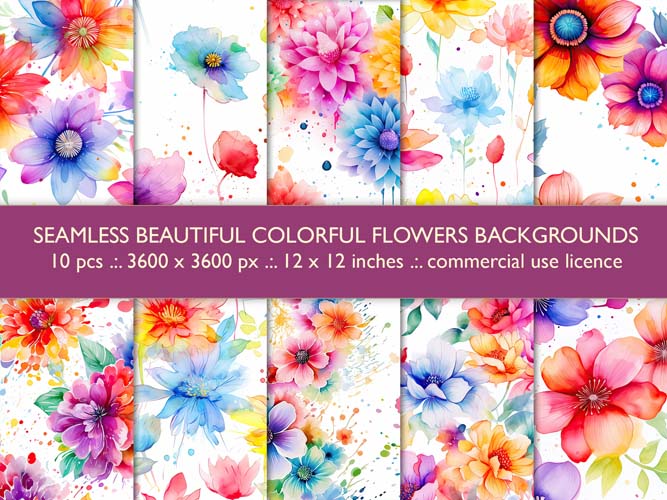 SEAMLESS BEAUTIFUL COLORFUL FLOWERS BACKGROUNDS
10 pcs .:. 3600 x 3600 px .:. 12 x 12 inches .:. commercial use licence